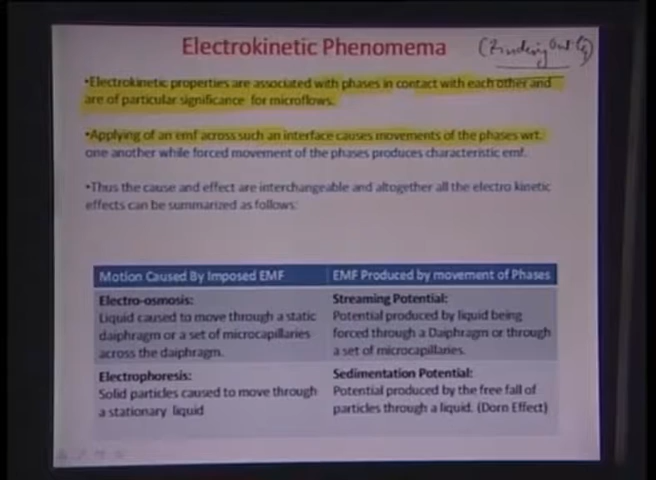 Electrokinetic Phenomema
•Electrokinetic properties are associated with phases in contact with each other and
are of particular significance for microflows.
•Applying of an emf across such an interface causes movements of the phases wrt.
one another while forced movement of the phases produces characteristic emf.
•Thus the cause and effect are interchangeable and altogether all the electro kinetic
effects can be summarized as follows:
Motion Caused By Imposed EMF
EMF Produced by movement of Phases
Electro-osmosis:
Liquid caused to move through a static
daiphragm or a set of microcapillaries
across the daiphragm.
Streaming Potential:
Potential produced by liquid being
forced through a Daiphragm or through
a set of microcapillaries.
Electrophoresis:
Solid particles caused to move through
a stationary liquid
Sedimentation Potential:
Potential produced by the free fall of
particles through a liquid. (Dorn Effect)